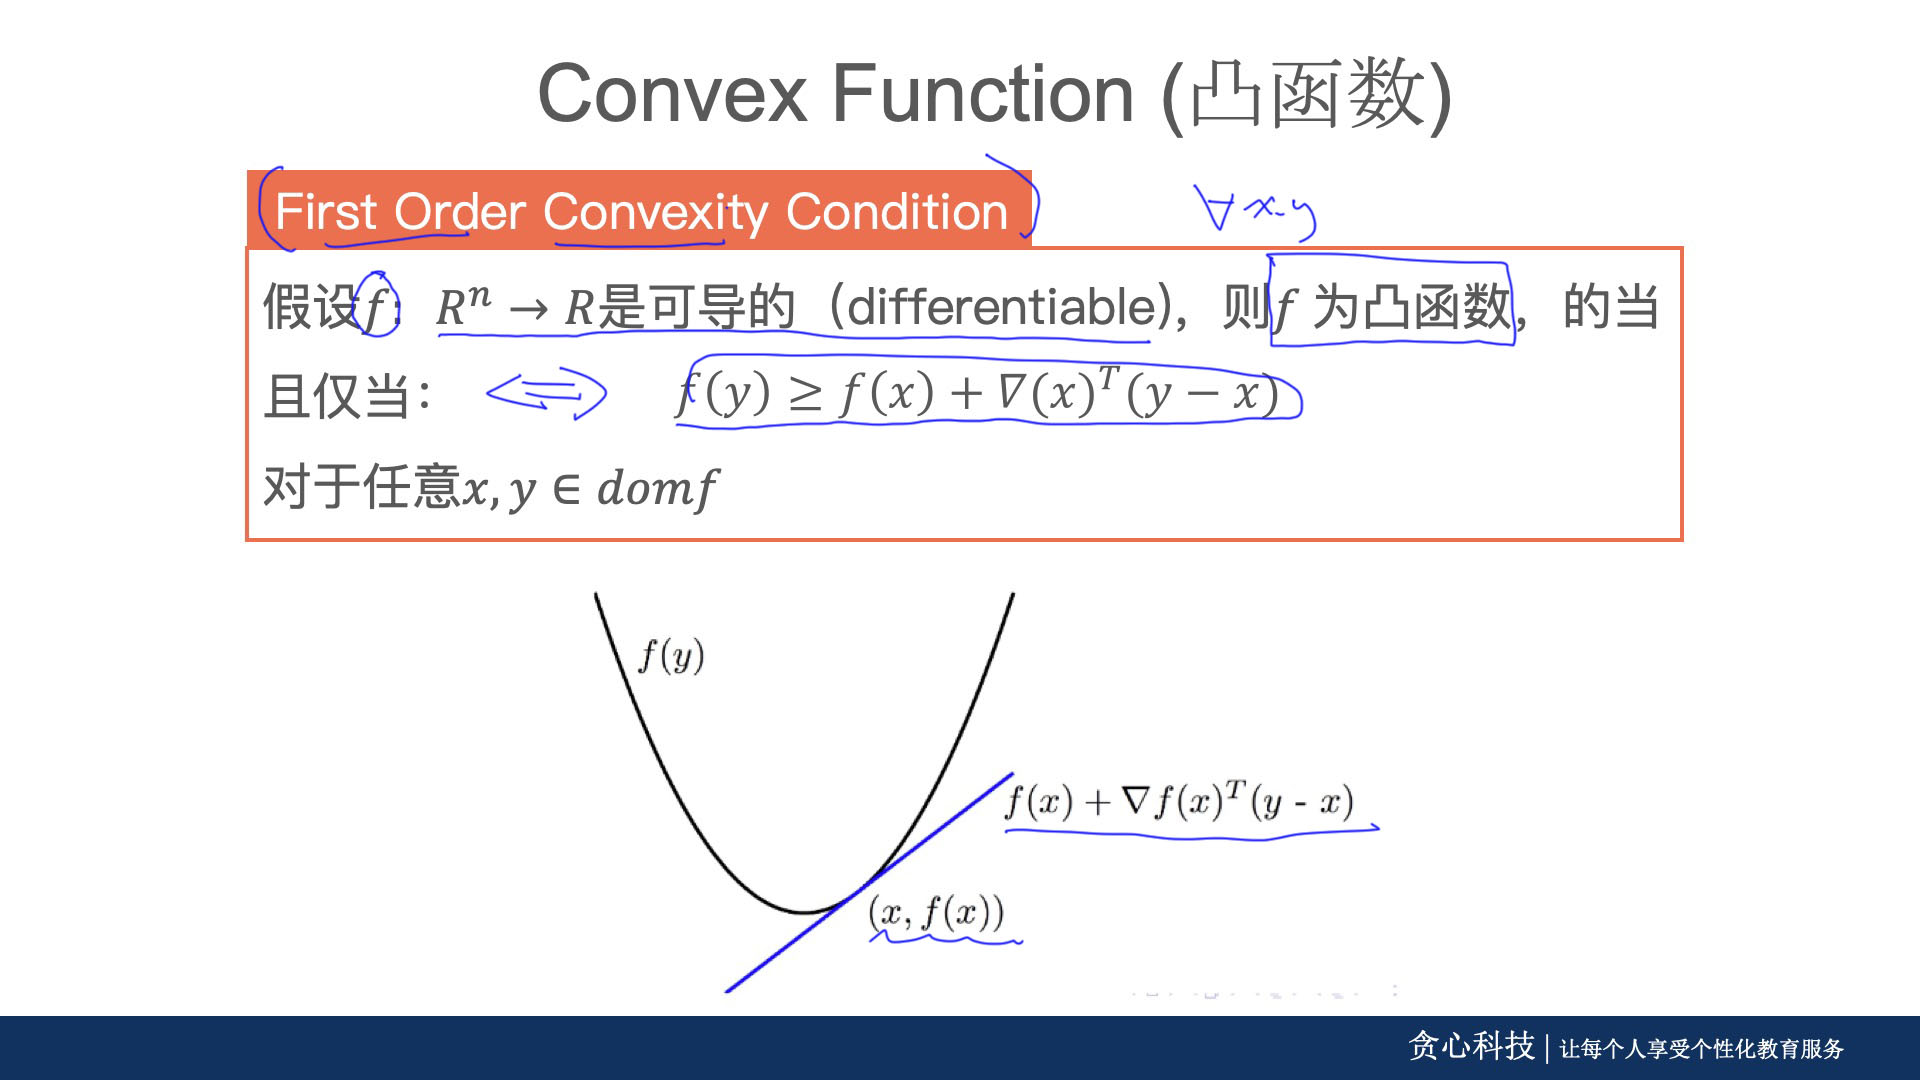 Convex Function (凸函数)
First Order Convexity Condition
∀ x.y
假设f: Rⁿ → R是可导的（differentiable），则f 为凸函数，的当
且仅当： ⟺ f(y) ≥ f(x) + ∇(x)ᵀ(y − x)
对于任意x, y ∈ domf
f(y)
f(x) + ∇f(x)ᵀ(y - x)
(x, f(x))
贪心科技 | 让每个人享受个性化教育服务